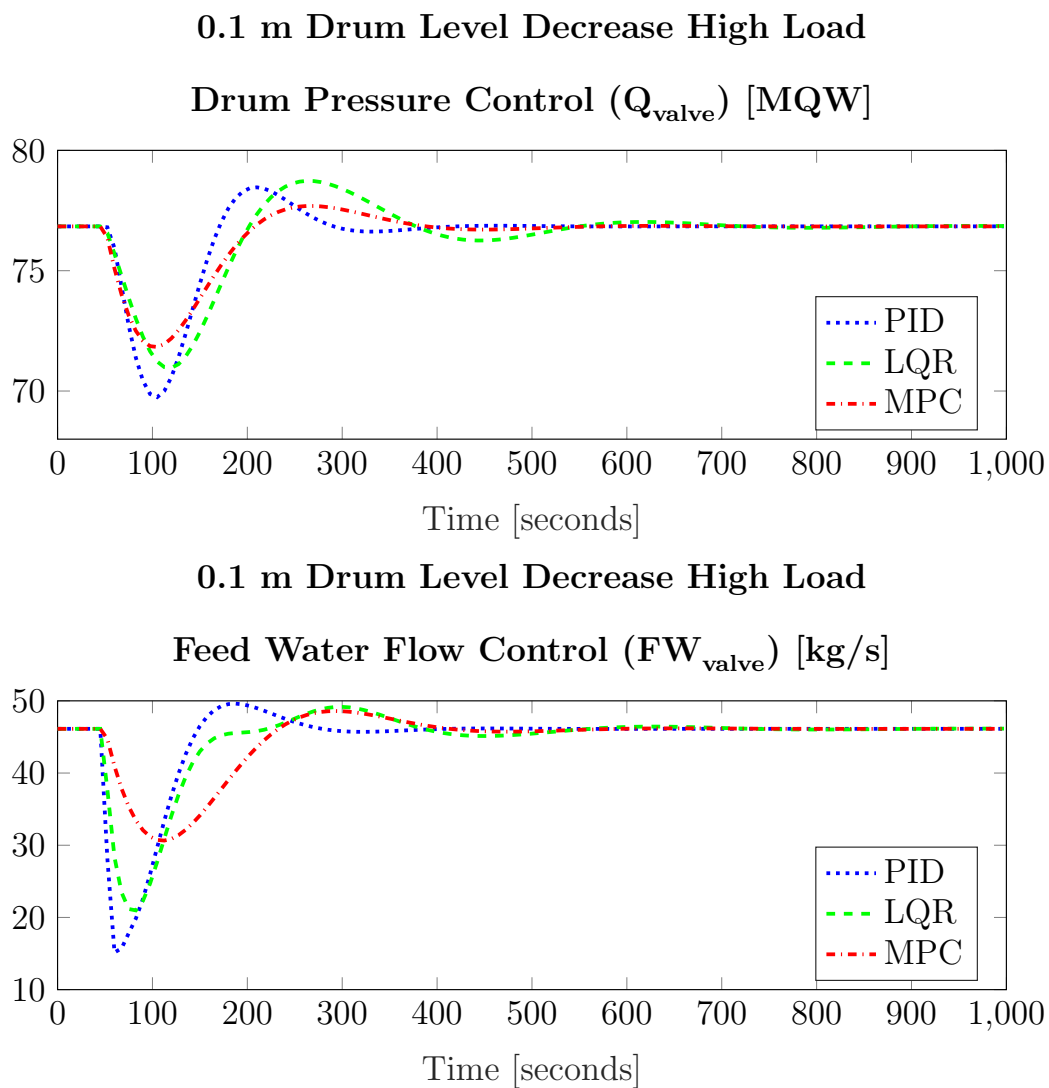 0.1 m Drum Level Decrease High Load
Drum Pressure Control (Q_valve) [MQW]
80
75
70
PID
LQR
MPC
0 100 200 300 400 500 600 700 800 900 1,000
Time [seconds]
0.1 m Drum Level Decrease High Load
Feed Water Flow Control (FW_valve) [kg/s]
50
40
30
20
10
PID
LQR
MPC
0 100 200 300 400 500 600 700 800 900 1,000
Time [seconds]